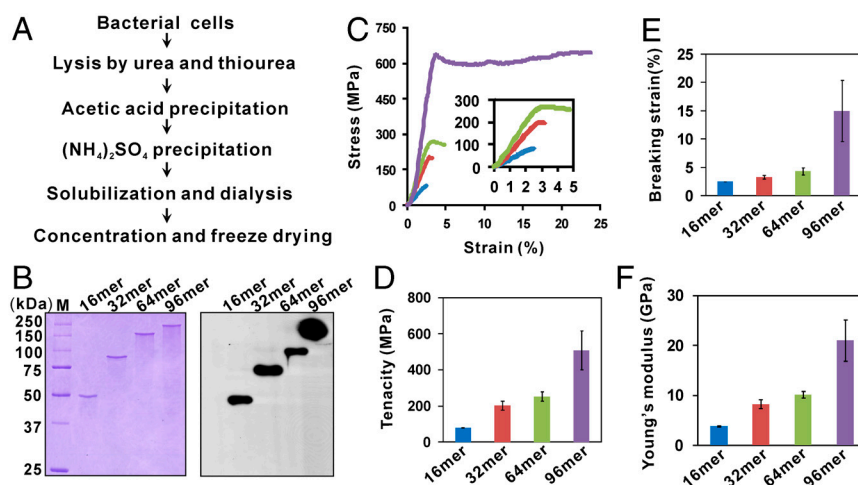 A
Bacterial cells
Lysis by urea and thiourea
Acetic acid precipitation
(NH₄)₂SO₄ precipitation
Solubilization and dialysis
Concentration and freeze drying
B
(kDa)
M
16mer
32mer
64mer
96mer
250
150
100
75
50
37
25
16mer
32mer
64mer
96mer
C
Stress (MPa)
750
600
450
300
150
0
0 5 10 15 20 25
Strain (%)
300
200
100
0
0 1 2 3 4 5
D
Tenacity (MPa)
800
600
400
200
0
16mer
32mer
64mer
96mer
E
Breaking strain(%)
25
20
15
10
5
0
16mer
32mer
64mer
96mer
F
Young's modulus (GPa)
30
20
10
0
16mer
32mer
64mer
96mer